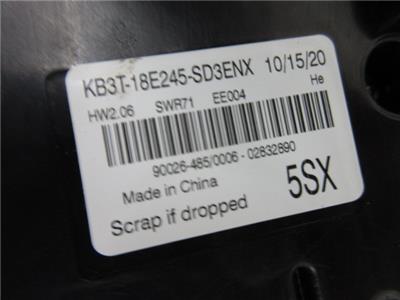 KB3T-18E245-SD3ENX 10/15/20
HW2.06 SWR71 EE004 He
90026-485/0006 - 02832890
Made in China 5SX
Scrap if dropped